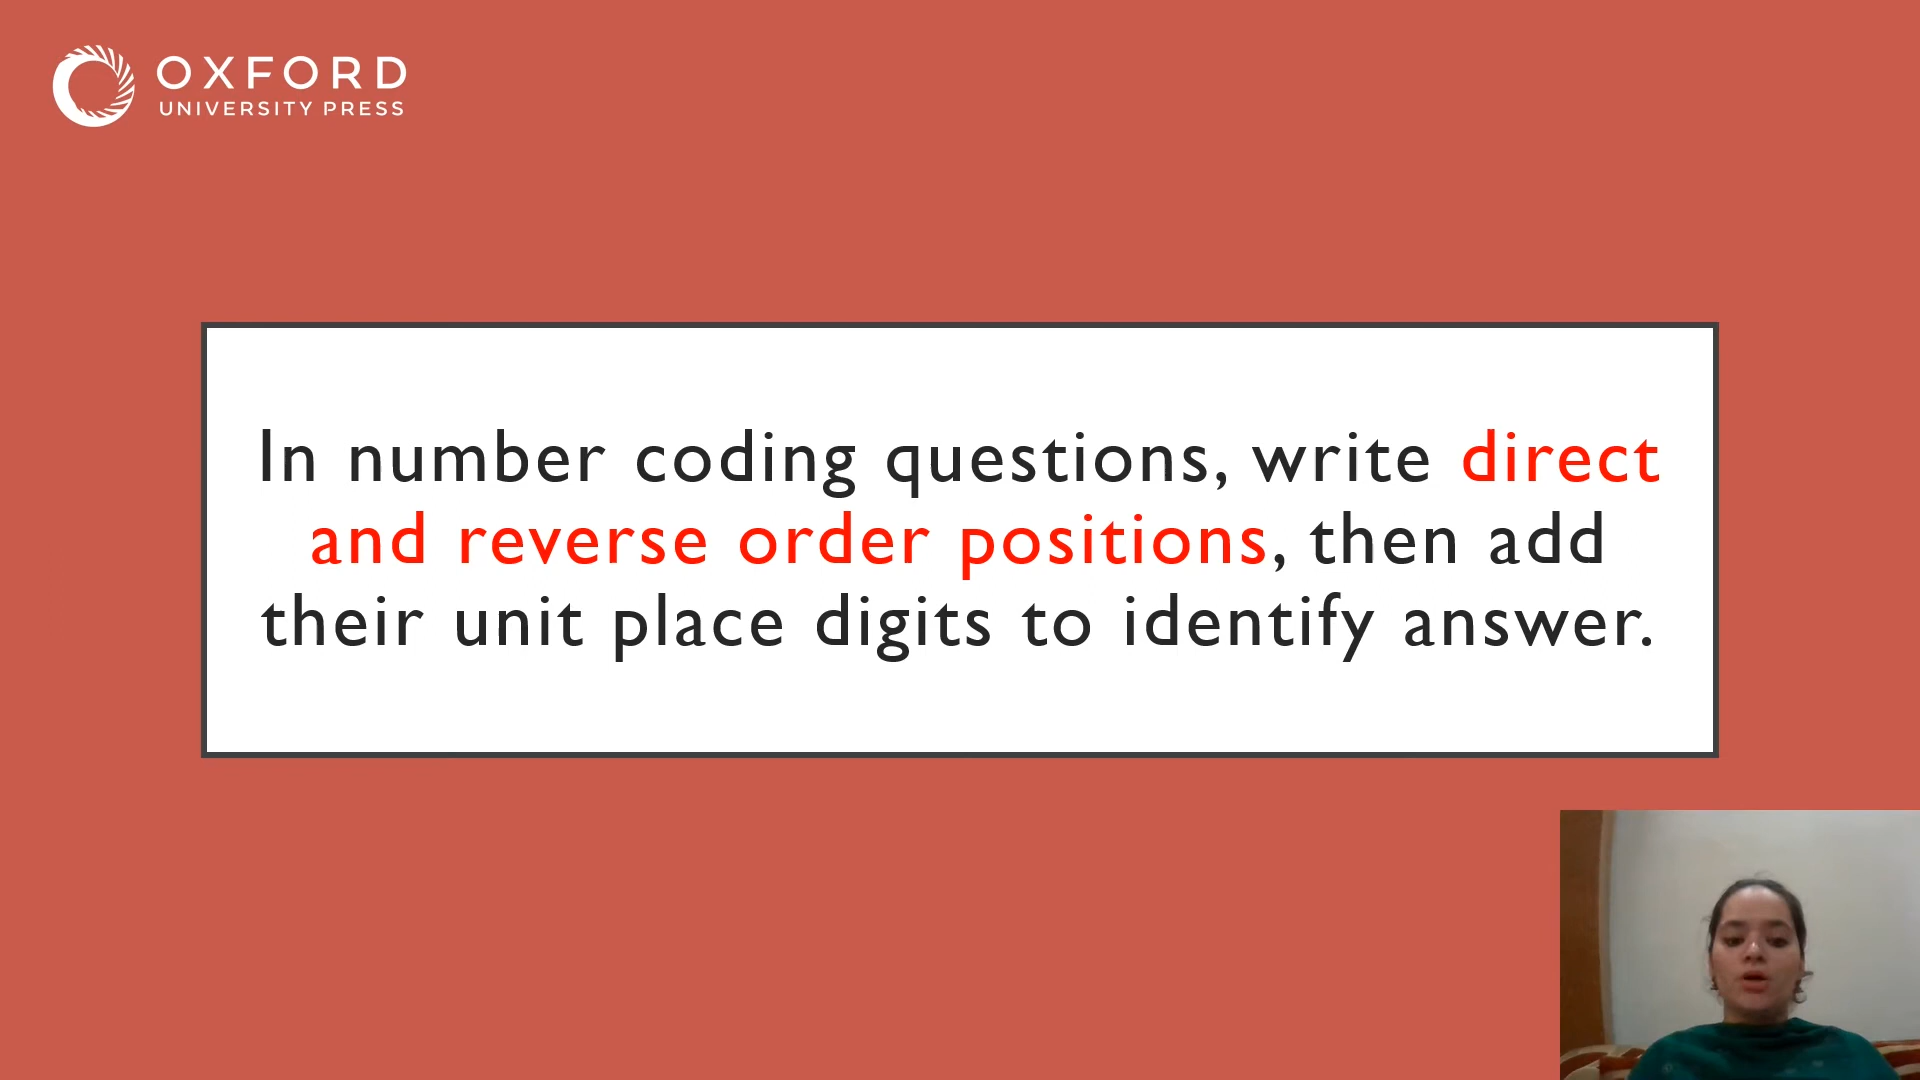 OXFORD
UNIVERSITY PRESS
In number coding questions, write direct
and reverse order positions, then add
their unit place digits to identify answer.